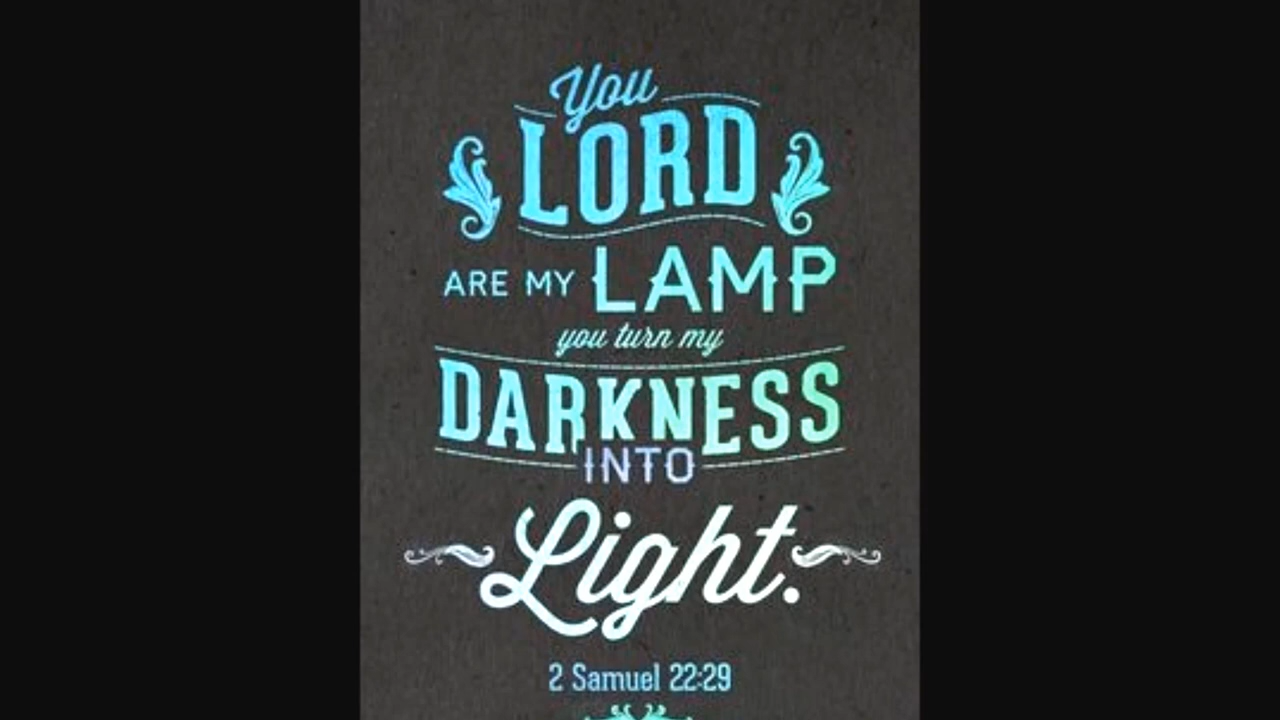 You
LORD
ARE MY LAMP
you turn my
DARKNESS
INTO
Light.
2 Samuel 22:29